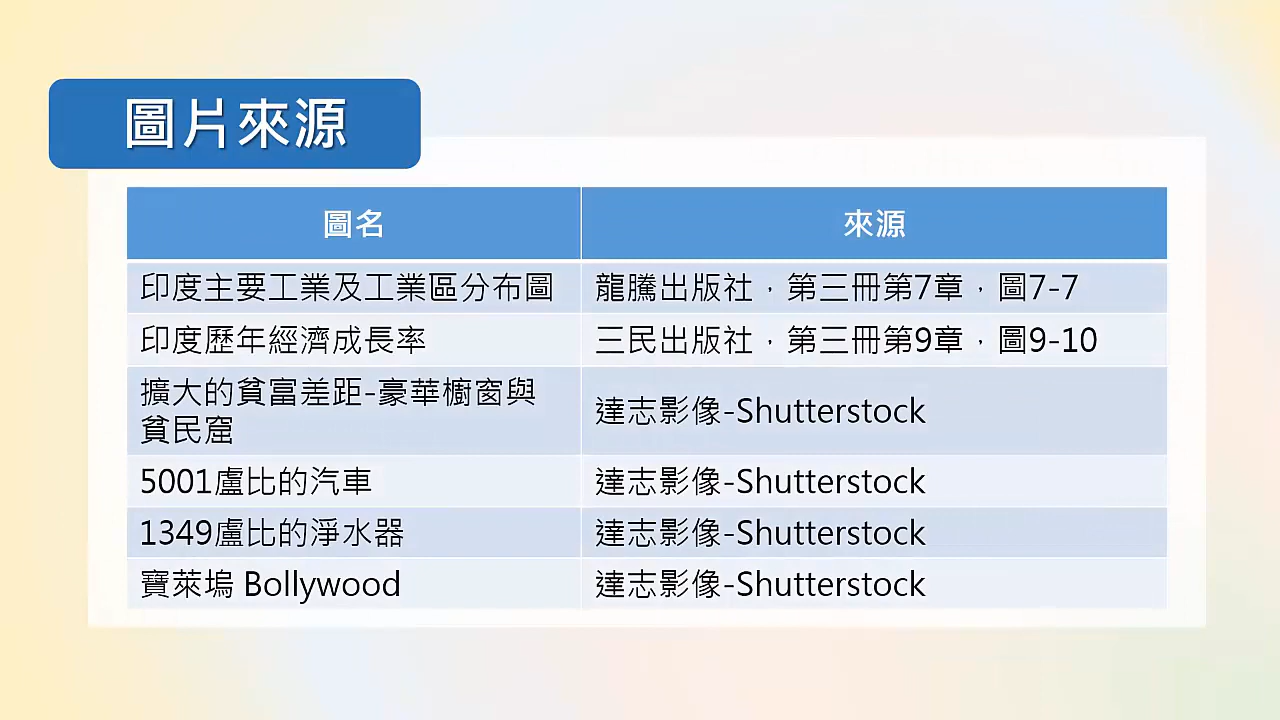 圖片來源
圖名
來源
印度主要工業及工業區分布圖
龍騰出版社，第三冊第7章，圖7-7
印度歷年經濟成長率
三民出版社，第三冊第9章，圖9-10
擴大的貧富差距-豪華櫥窗與
貧民窟
達志影像-Shutterstock
5001盧比的汽車
達志影像-Shutterstock
1349盧比的淨水器
達志影像-Shutterstock
寶萊塢 Bollywood
達志影像-Shutterstock